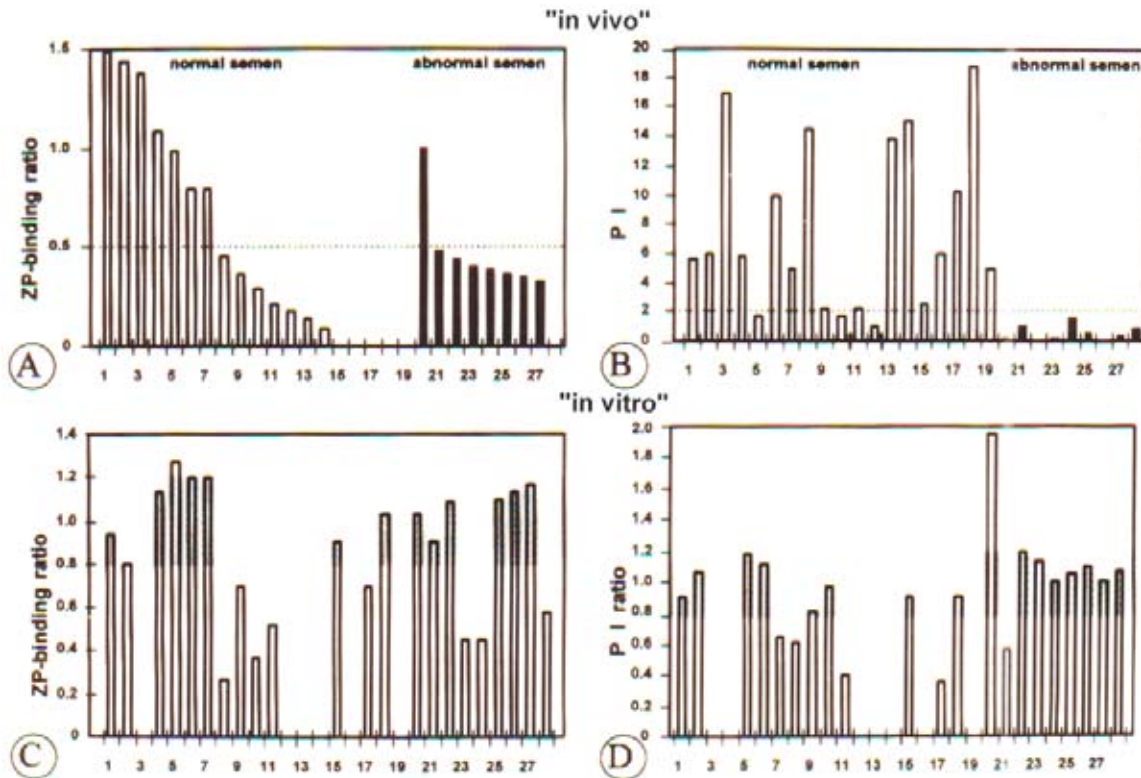 "in vivo"
1.5
1.0
0.5
0
ZP-binding ratio
normal semen
abnormal semen
1 3 5 7 9 11 13 15 17 19 21 23 25 27
A
20
18
16
14
12
10
8
6
4
2
0
P I
normal semen
abnormal semen
1 3 5 7 9 11 13 15 17 19 21 23 25 27
B
"in vitro"
1.4
1.2
1.0
0.8
0.6
0.4
0.2
0
ZP-binding ratio
1 3 5 7 9 11 13 15 17 19 21 23 25 27
C
2.0
1.8
1.6
1.4
1.2
1.0
0.8
0.6
0.4
0.2
0
P I ratio
1 3 5 7 9 11 13 15 17 19 21 23 25 27
D